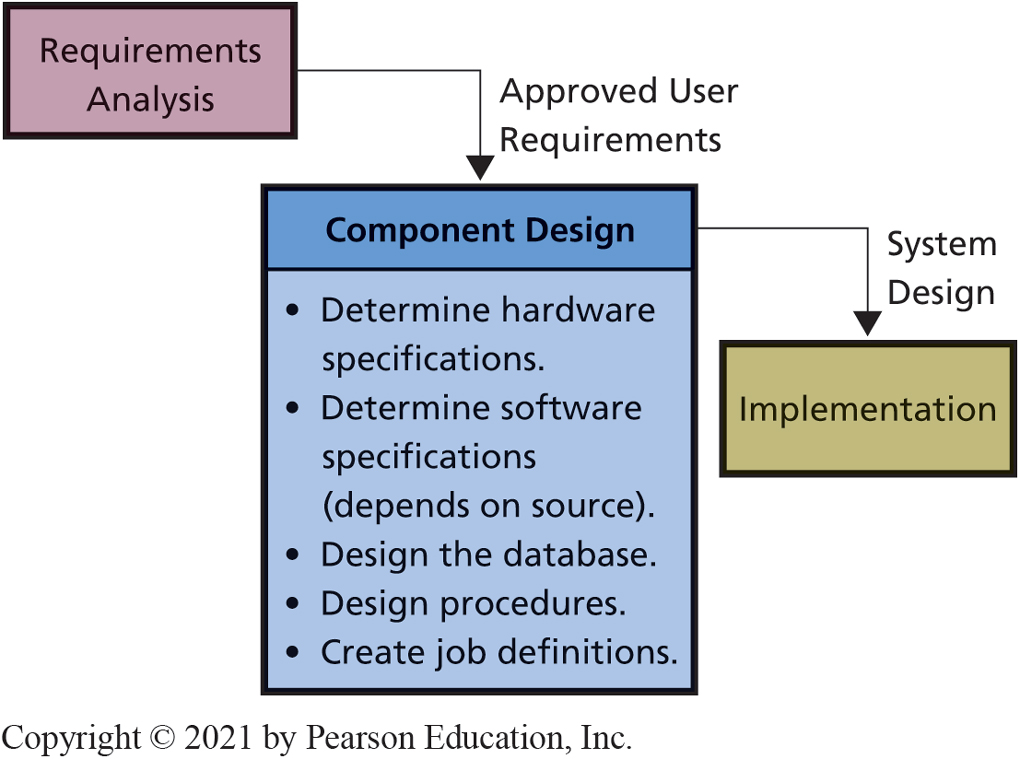 Requirements
Analysis
Approved User
Requirements
Component Design
System
Design
• Determine hardware
specifications.
• Determine software
specifications
(depends on source).
• Design the database.
• Design procedures.
• Create job definitions.
Implementation
Copyright © 2021 by Pearson Education, Inc.